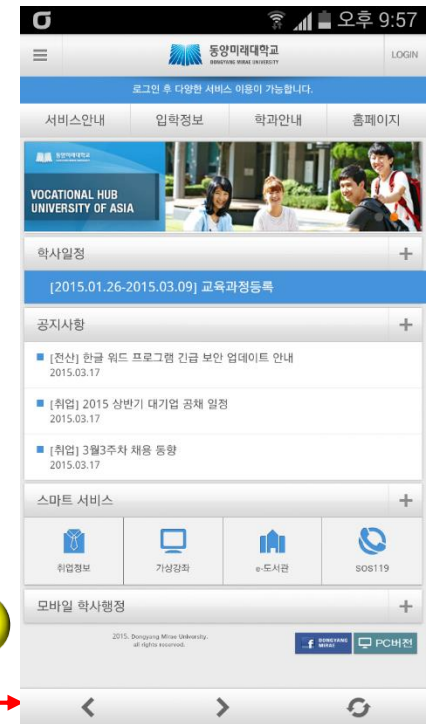 오후 9:57
동양미래대학교
DONGYANG MIRAE UNIVERSITY
LOGIN
로그인 후 다양한 서비스 이용이 가능합니다.
서비스안내 입학정보 학과안내 홈페이지
동양미래대학교
VOCATIONAL HUB
UNIVERSITY OF ASIA
학사일정
[2015.01.26-2015.03.09] 교육과정등록
공지사항
[전산] 한글 워드 프로그램 긴급 보안 업데이트 안내
2015.03.17
[취업] 2015 상반기 대기업 공채 일정
2015.03.17
[취업] 3월3주차 채용 동향
2015.03.17
스마트 서비스
취업정보 가상강좌 e-도서관 SOS119
모바일 학사행정
2015. Dongyang Mirae University.
all rights reserved.
DONGYANG
MIRAE
PC버전